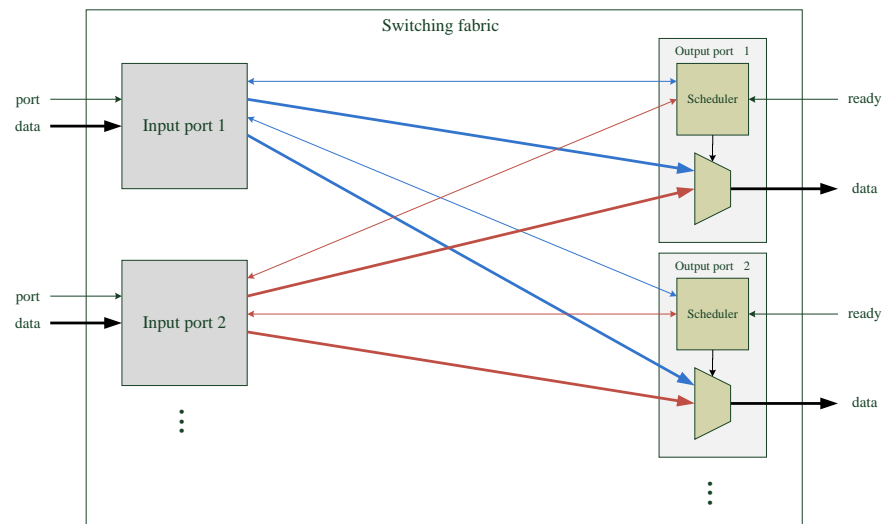 Switching fabric
port
data
Input port 1
Output port 1
Scheduler
ready
data
port
data
Input port 2
Output port 2
Scheduler
ready
data